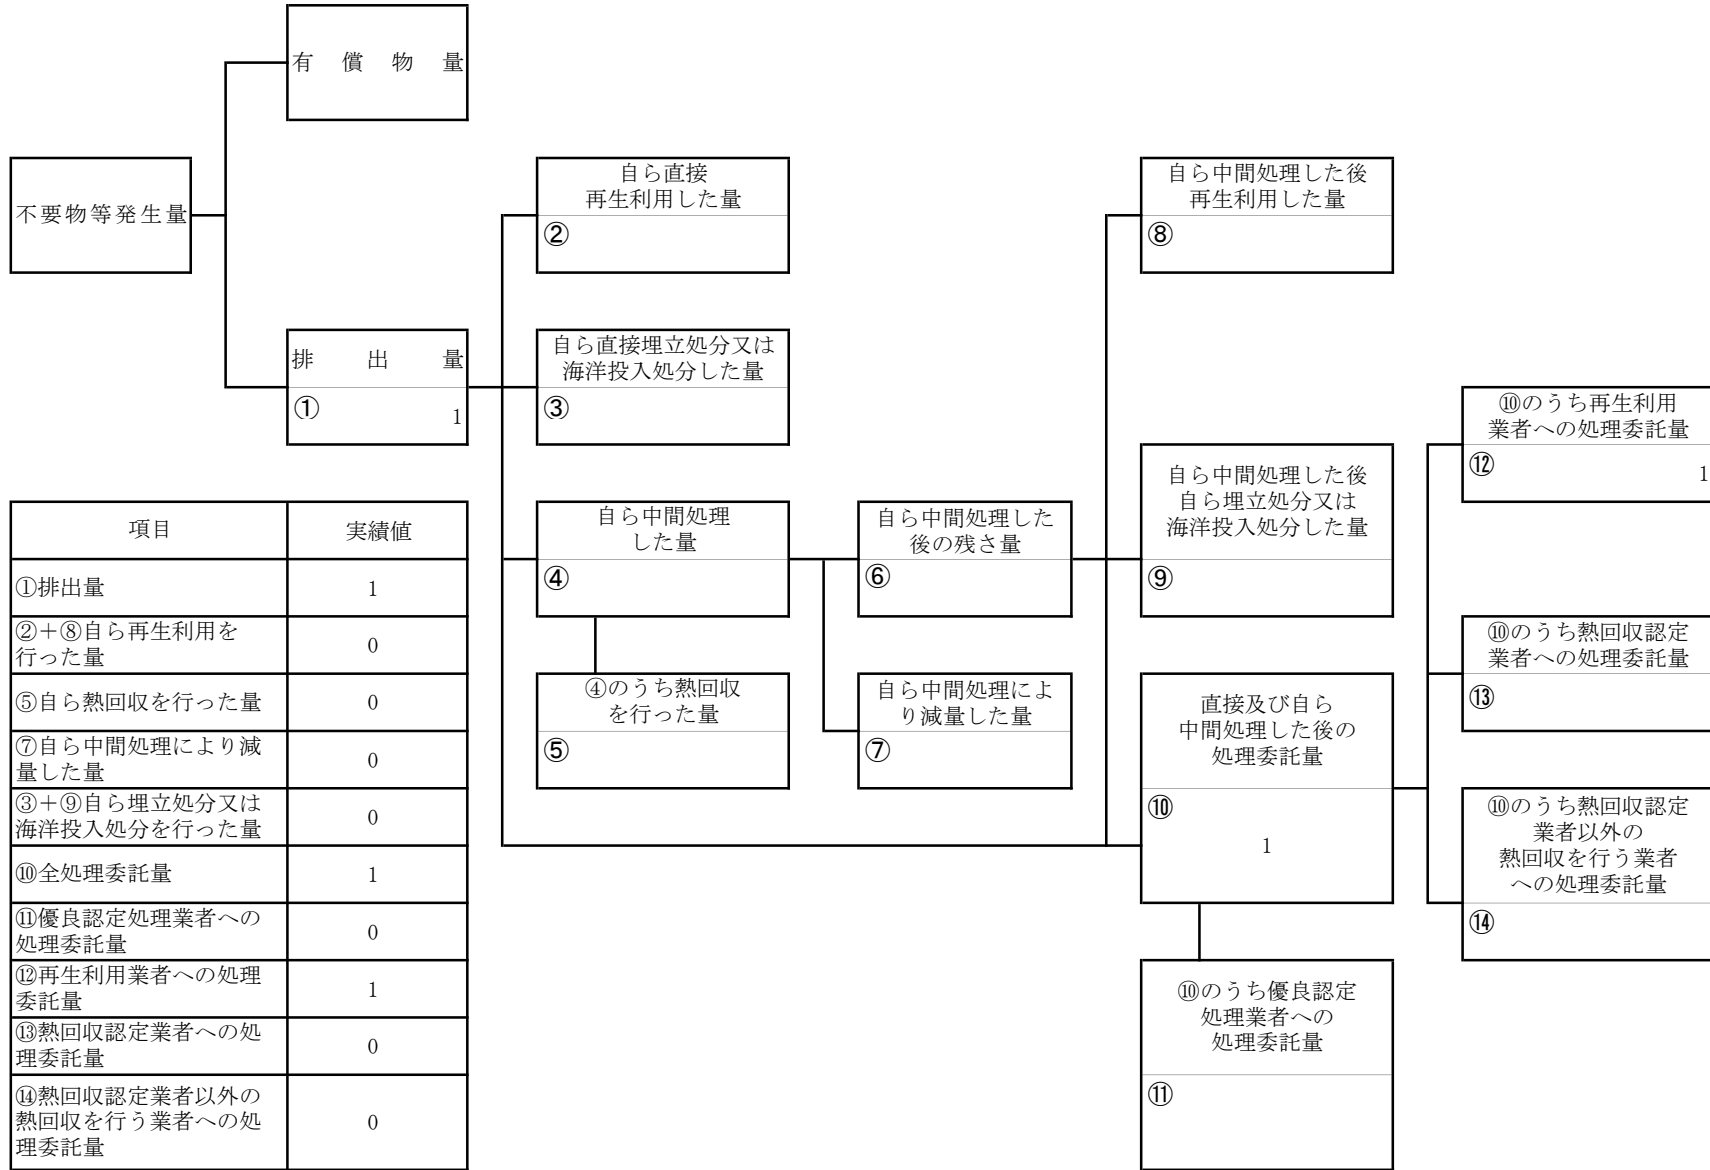 有償物量
不要物等発生量
自ら直接
再生利用した量
②
自ら中間処理した後
再生利用した量
⑧
排出量
①
1
自ら直接埋立処分又は
海洋投入処分した量
③
⑩のうち再生利用
業者への処理委託量
⑫
1
自ら中間処理
した量
④
自ら中間処理した
後の残さ量
⑥
自ら中間処理した後
自ら埋立処分又は
海洋投入処分した量
⑨
⑩のうち熱回収認定
業者への処理委託量
⑬
④のうち熱回収
を行った量
⑤
自ら中間処理によ
り減量した量
⑦
直接及び自ら
中間処理した後の
処理委託量
⑩
1
⑩のうち熱回収認定
業者以外の
熱回収を行う業者
への処理委託量
⑭
⑩のうち優良認定
処理業者への
処理委託量
⑪
項目 実績値
①排出量 1
②+⑧自ら再生利用を
行った量 0
⑤自ら熱回収を行った量 0
⑦自ら中間処理により減
量した量 0
③+⑨自ら埋立処分又は
海洋投入処分を行った量 0
⑩全処理委託量 1
⑪優良認定処理業者への
処理委託量 0
⑫再生利用業者への処理
委託量 1
⑬熱回収認定業者への処
理委託量 0
⑭熱回収認定業者以外の
熱回収を行う業者への処
理委託量 0